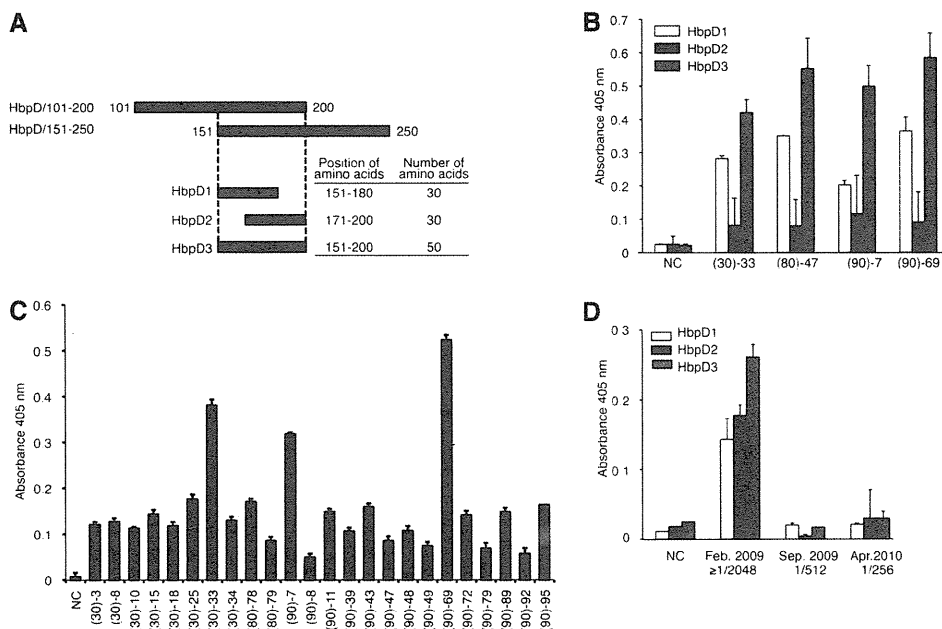 A
HbpD/101-200 101 200
HbpD/151-250 151 250
Position of amino acids Number of amino acids
HbpD1 151-180 30
HbpD2 171-200 30
HbpD3 151-200 50
B
HbpD1
HbpD2
HbpD3
Absorbance 405 nm
0.7
0.6
0.5
0.4
0.3
0.2
0.1
0
NC (30)-33 (80)-47 (90)-7 (90)-69
C
Absorbance 405 nm
0.6
0.5
0.4
0.3
0.2
0.1
0
NC
(30)-3
(30)-8
(30)-10
(30)-15
(30)-18
(30)-25
(30)-33
(30)-34
(80)-78
(80)-79
(90)-7
(90)-8
(90)-11
(90)-39
(90)-43
(90)-47
(90)-48
(90)-49
(90)-69
(90)-72
(90)-79
(90)-89
(90)-92
(90)-95
D
HbpD1
HbpD2
HbpD3
Absorbance 405 nm
0 3
0 2
0 1
0
NC Feb. 2009 Sep. 2009 Apr.2010
≥1/2048 1/512 1/256